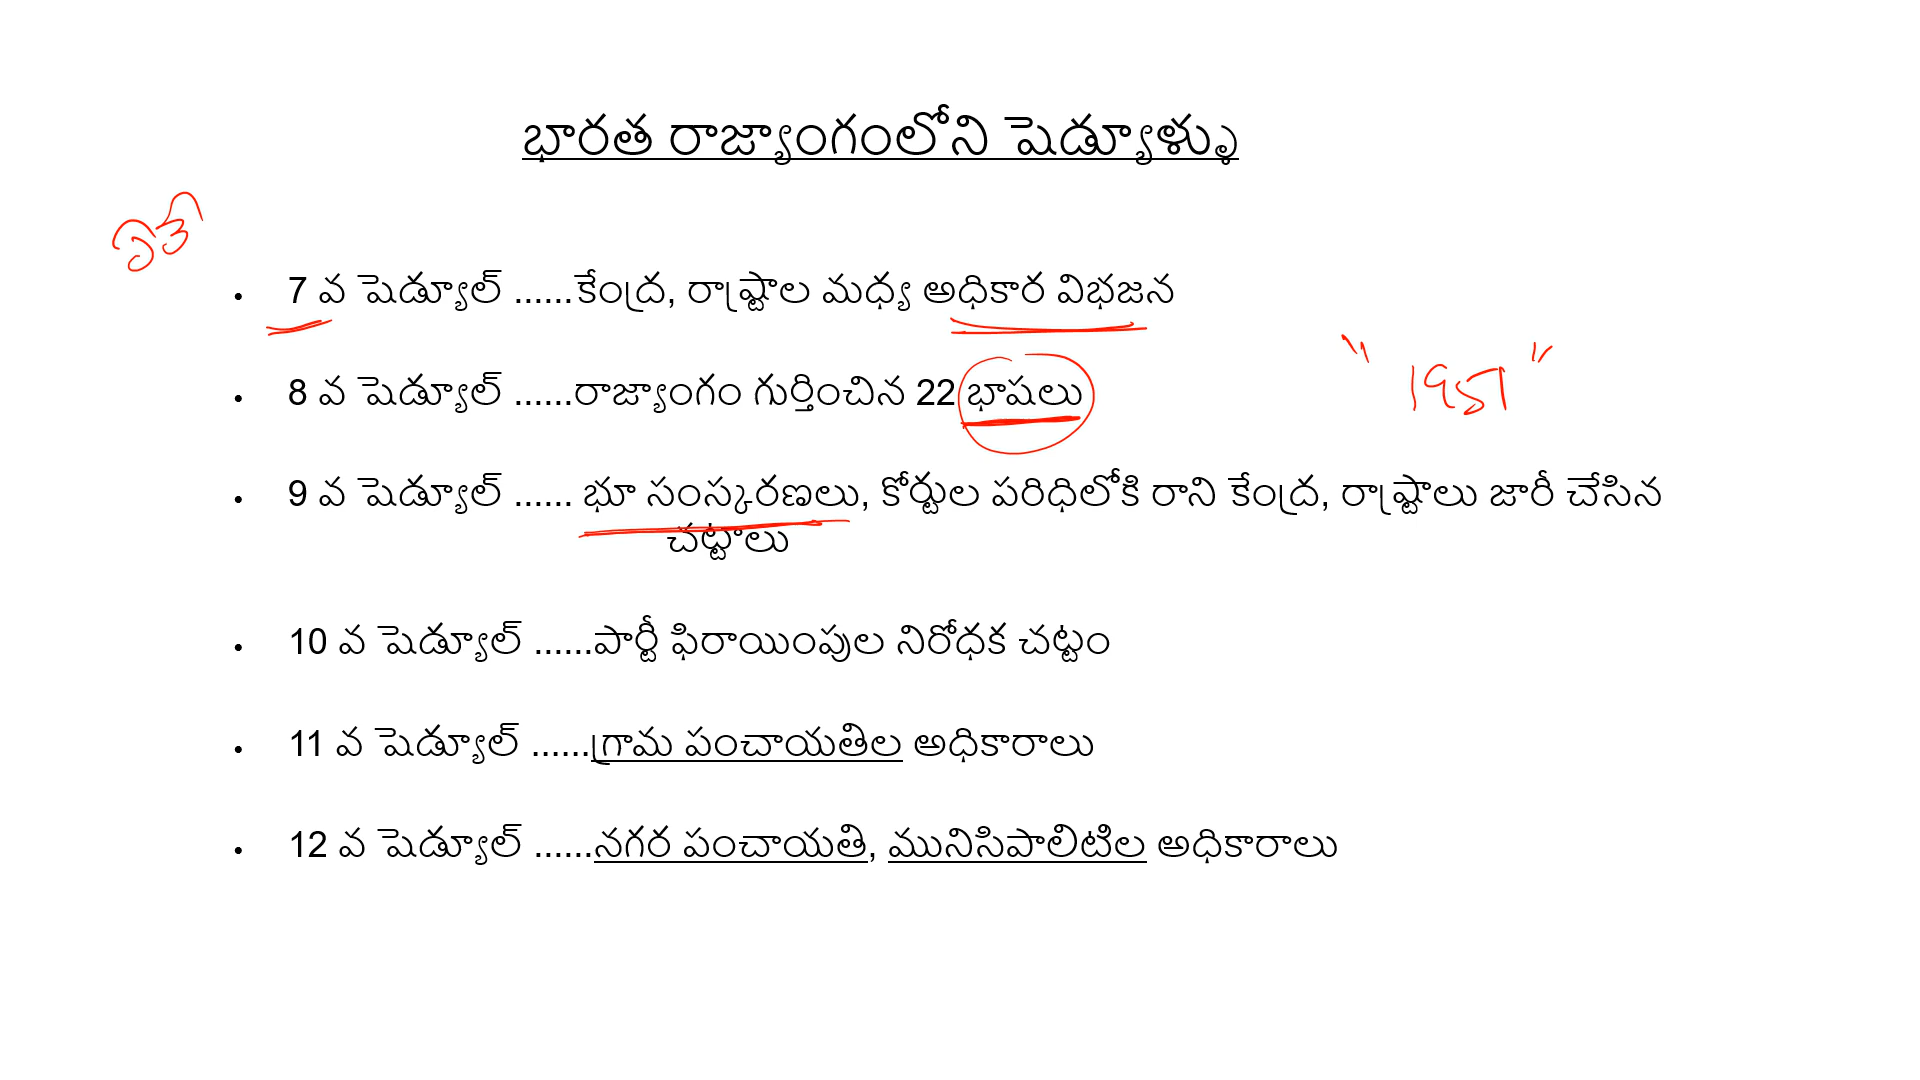 భారత రాజ్యాంగంలోని షెడ్యూళ్ళు
• 7 వ షెడ్యూల్ ......కేంద్ర, రాష్ట్రాల మధ్య అధికార విభజన
• 8 వ షెడ్యూల్ ......రాజ్యాంగం గుర్తించిన 22 భాషలు
" 1951 "
• 9 వ షెడ్యూల్ ...... భూ సంస్కరణలు, కోర్టుల పరిధిలోకి రాని కేంద్ర, రాష్ట్రాలు జారీ చేసిన
చట్టాలు
• 10 వ షెడ్యూల్ ......పార్టీ ఫిరాయింపుల నిరోధక చట్టం
• 11 వ షెడ్యూల్ ......గ్రామ పంచాయతిల అధికారాలు
• 12 వ షెడ్యూల్ ......నగర పంచాయతి, మునిసిపాలిటిల అధికారాలు